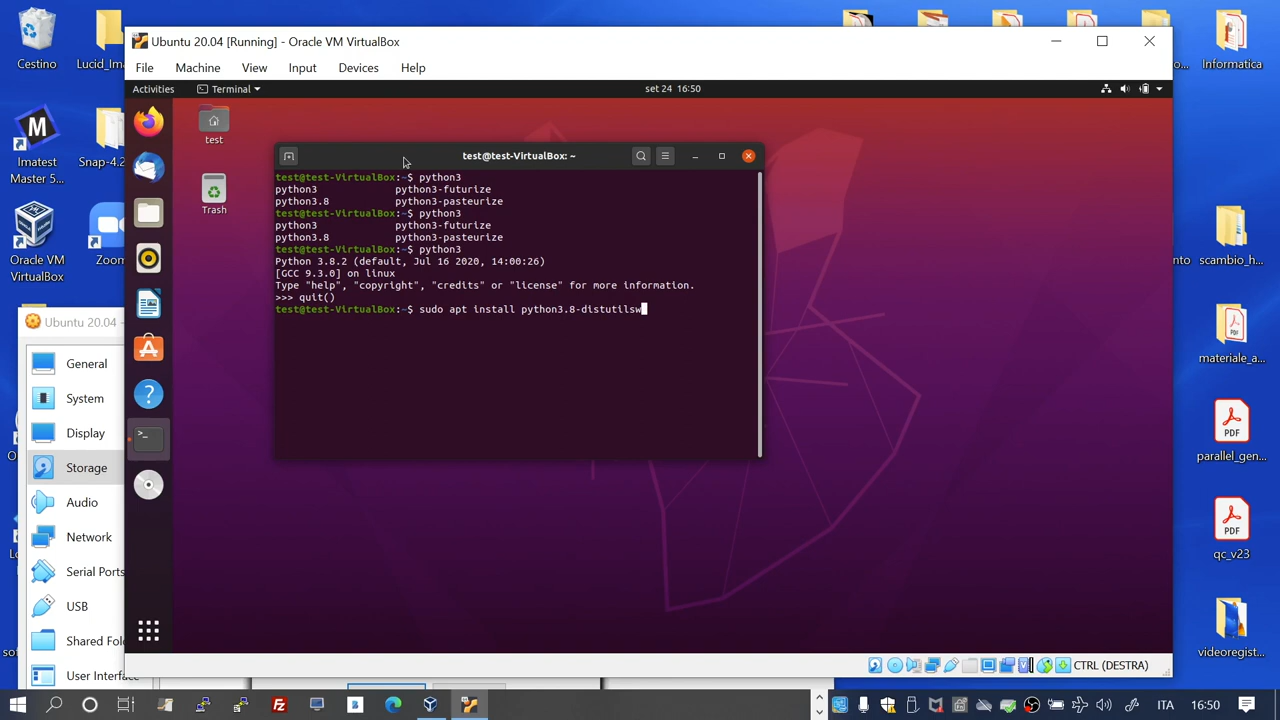 Cestino
Lucid_Ima
Imatest
Master 5...
Snap-4.2
Oracle VM
VirtualBox
Zoom
Ubuntu 20.04 [Running] - Oracle VM VirtualBox
File Machine View Input Devices Help
Activities Terminal set 24 16:50
test
Trash
test@test-VirtualBox: ~
test@test-VirtualBox:~$ python3
python3 python3-futurize
python3.8 python3-pasteurize
test@test-VirtualBox:~$ python3
python3 python3-futurize
python3.8 python3-pasteurize
test@test-VirtualBox:~$ python3
Python 3.8.2 (default, Jul 16 2020, 14:00:26)
[GCC 9.3.0] on linux
Type "help", "copyright", "credits" or "license" for more information.
>>> quit()
test@test-VirtualBox:~$ sudo apt install python3.8-distutilsw
Ubuntu 20.04 -
General
System
Display
Storage
Audio
Network
Serial Ports
USB
Shared Fol
User Interface
CTRL (DESTRA)
Informatica
scambio_h...
materiale_a...
PDF
parallel_gen...
PDF
qc_v23
videoregist...
ITA 16:50